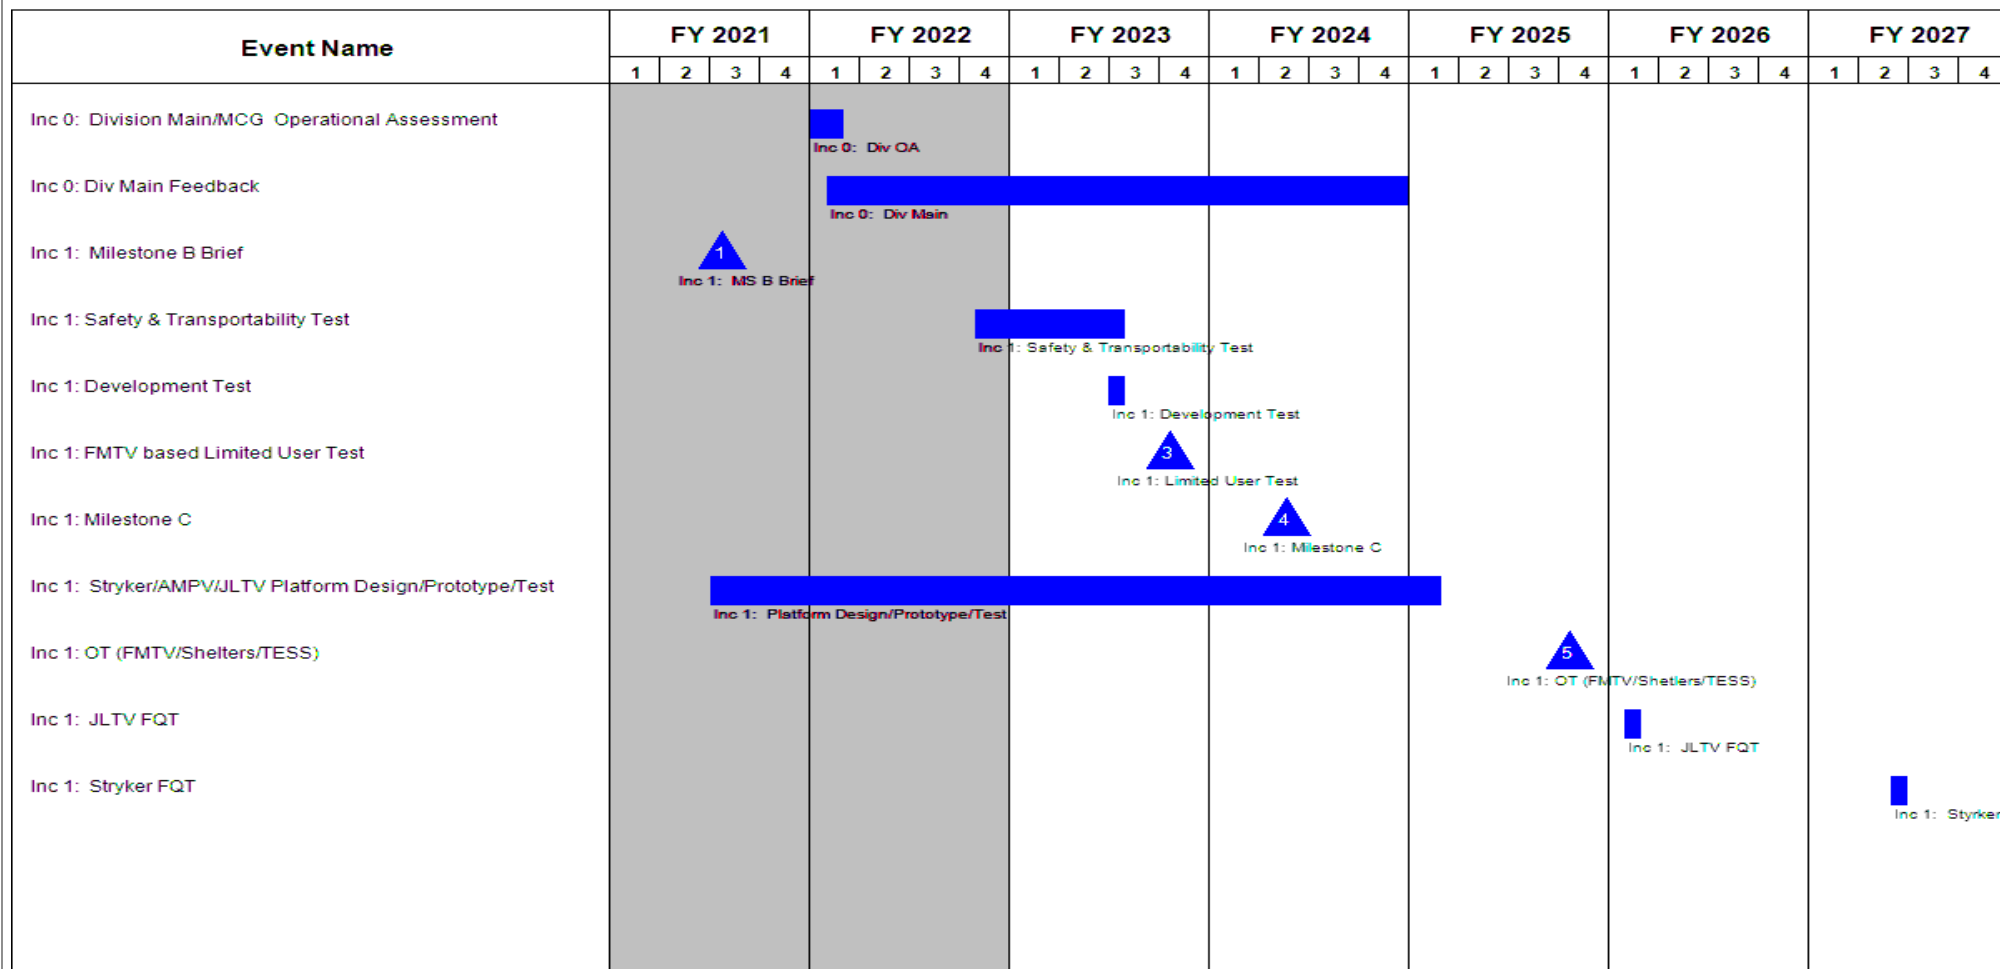 Event Name
FY 2021 FY 2022 FY 2023 FY 2024 FY 2025 FY 2026 FY 2027
1 2 3 4 1 2 3 4 1 2 3 4 1 2 3 4 1 2 3 4 1 2 3 4 1 2 3 4
Inc 0: Division Main/MCG Operational Assessment
Inc 0: Div OA
Inc 0: Div Main Feedback
Inc 0: Div Main
Inc 1: Milestone B Brief
1
Inc 1: MS B Brief
Inc 1: Safety & Transportability Test
Inc 1: Safety & Transportability Test
Inc 1: Development Test
Inc 1: Development Test
Inc 1: FMTV based Limited User Test
3
Inc 1: Limited User Test
Inc 1: Milestone C
4
Inc 1: Milestone C
Inc 1: Stryker/AMPV/JLTV Platform Design/Prototype/Test
Inc 1: Platform Design/Prototype/Test
Inc 1: OT (FMTV/Shelters/TESS)
5
Inc 1: OT (FMTV/Shetlers/TESS)
Inc 1: JLTV FQT
Inc 1: JLTV FQT
Inc 1: Stryker FQT
Inc 1: Styrker